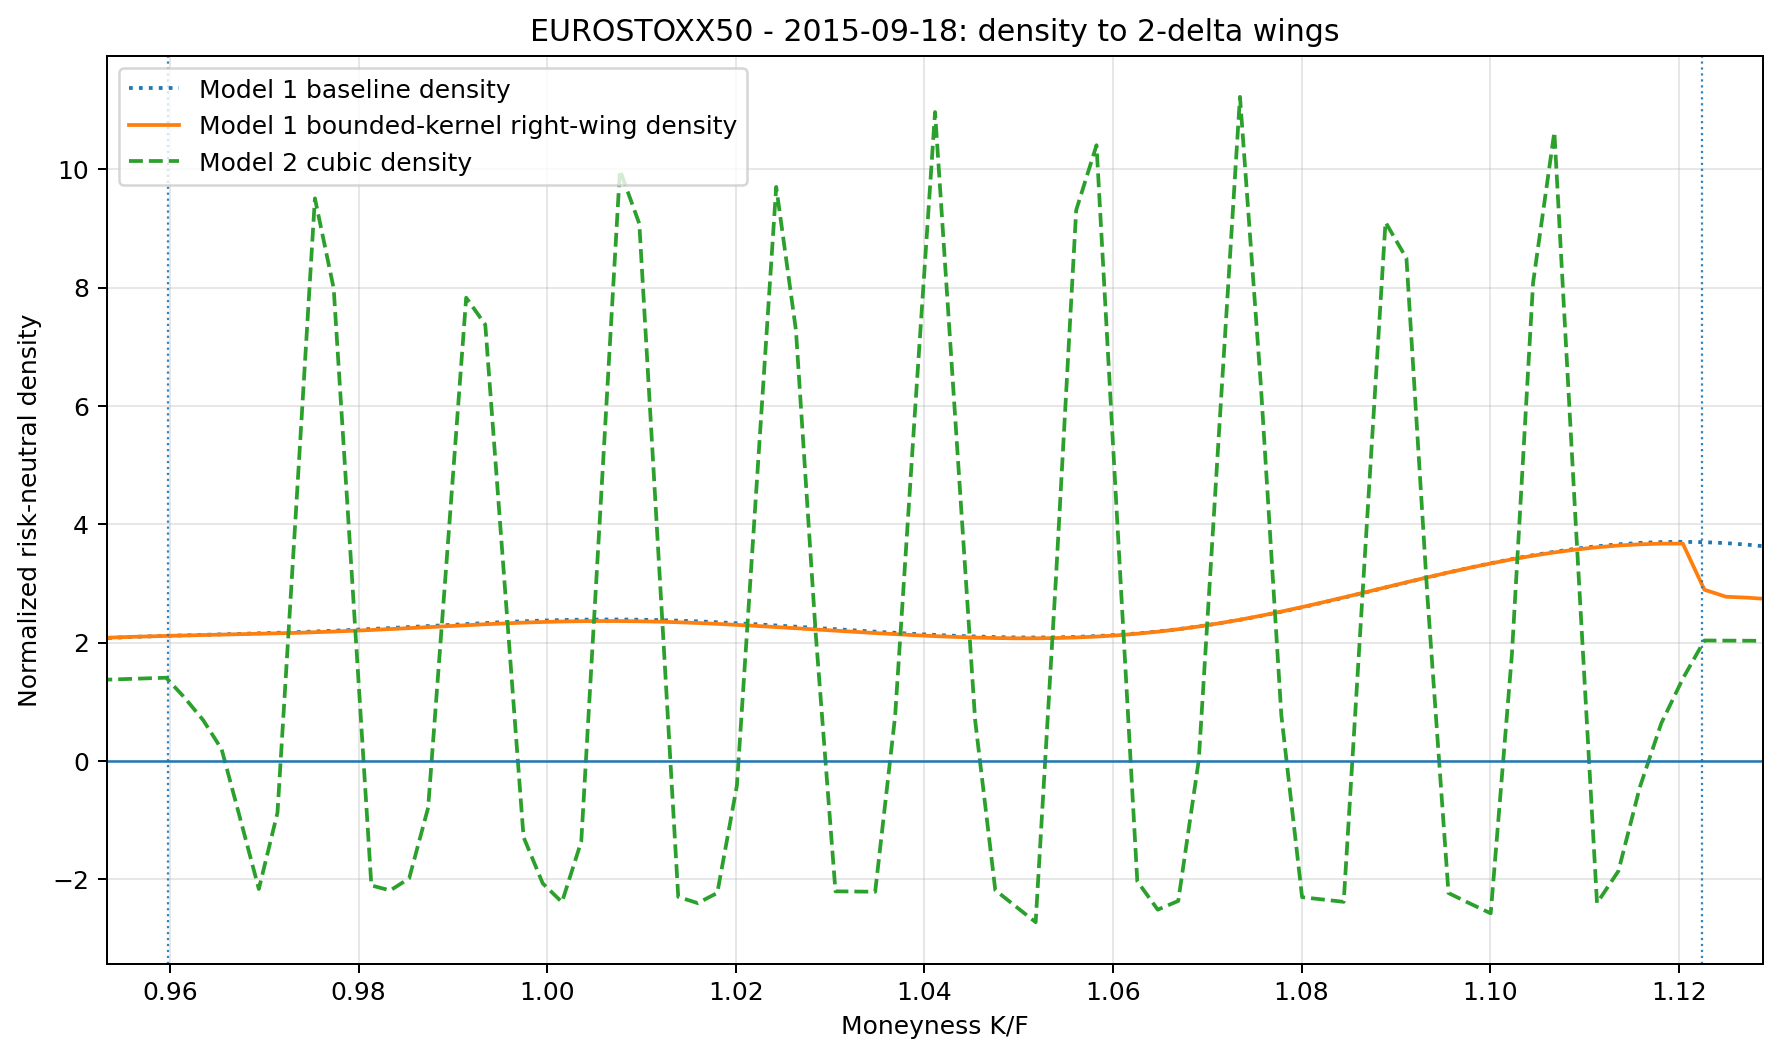 EUROSTOXX50 - 2015-09-18: density to 2-delta wings
Model 1 baseline density
Model 1 bounded-kernel right-wing density
Model 2 cubic density
Normalized risk-neutral density
10
8
6
4
2
0
−2
0.96 0.98 1.00 1.02 1.04 1.06 1.08 1.10 1.12
Moneyness K/F